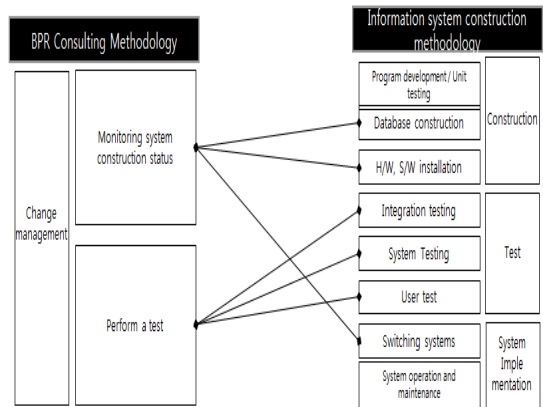 BPR Consulting Methodology
Change
management
Monitoring system
construction status
Perform a test
Information system construction
methodology
Program development / Unit
testing
Database construction
H/W, S/W installation
Construction
Integration testing
System Testing
User test
Test
Switching systems
System operation and
maintenance
System
Imple
mentation